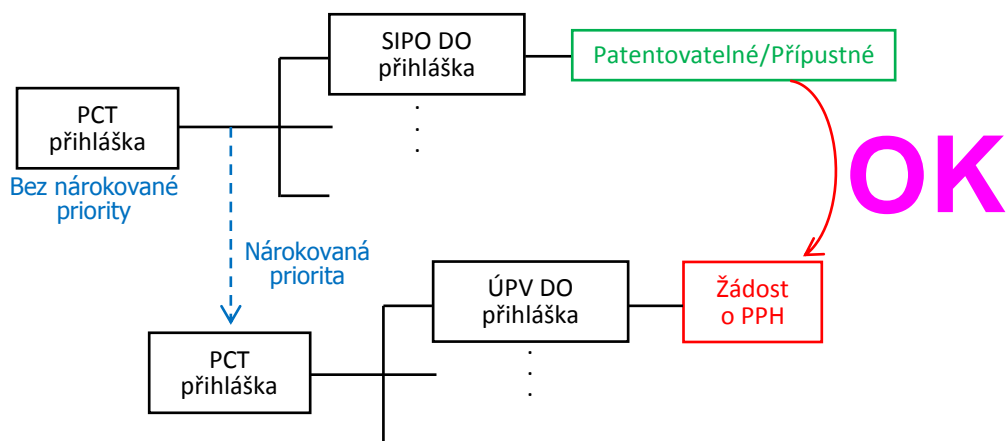 SIPO DO
přihláška
Patentovatelné/Přípustné
PCT
přihláška
Bez nárokované
priority
OK
Nárokovaná
priorita
ÚPV DO
přihláška
Žádost
o PPH
PCT
přihláška